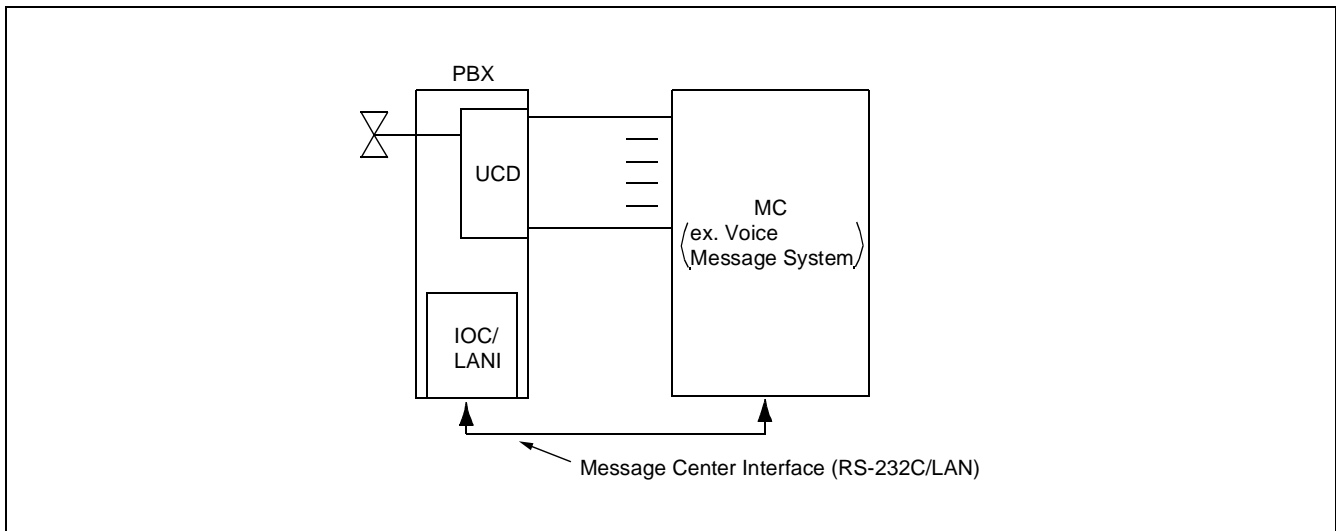 PBX
UCD
MC
ex. Voice
Message System
IOC/
LANI
Message Center Interface (RS-232C/LAN)